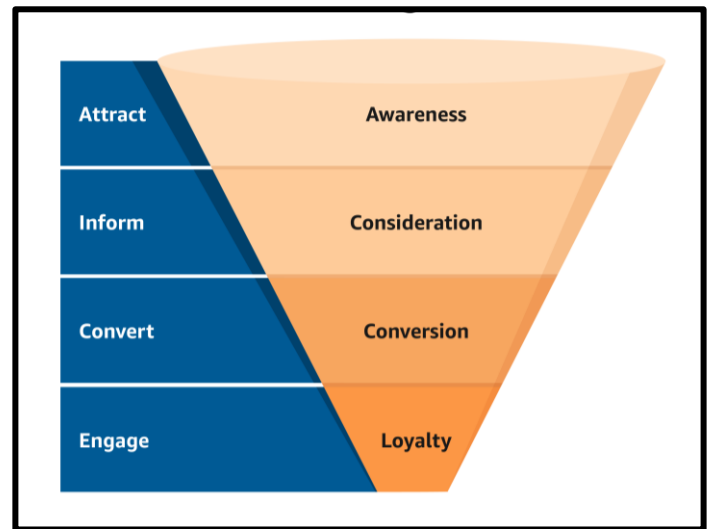 Attract
Awareness
Inform
Consideration
Convert
Conversion
Engage
Loyalty